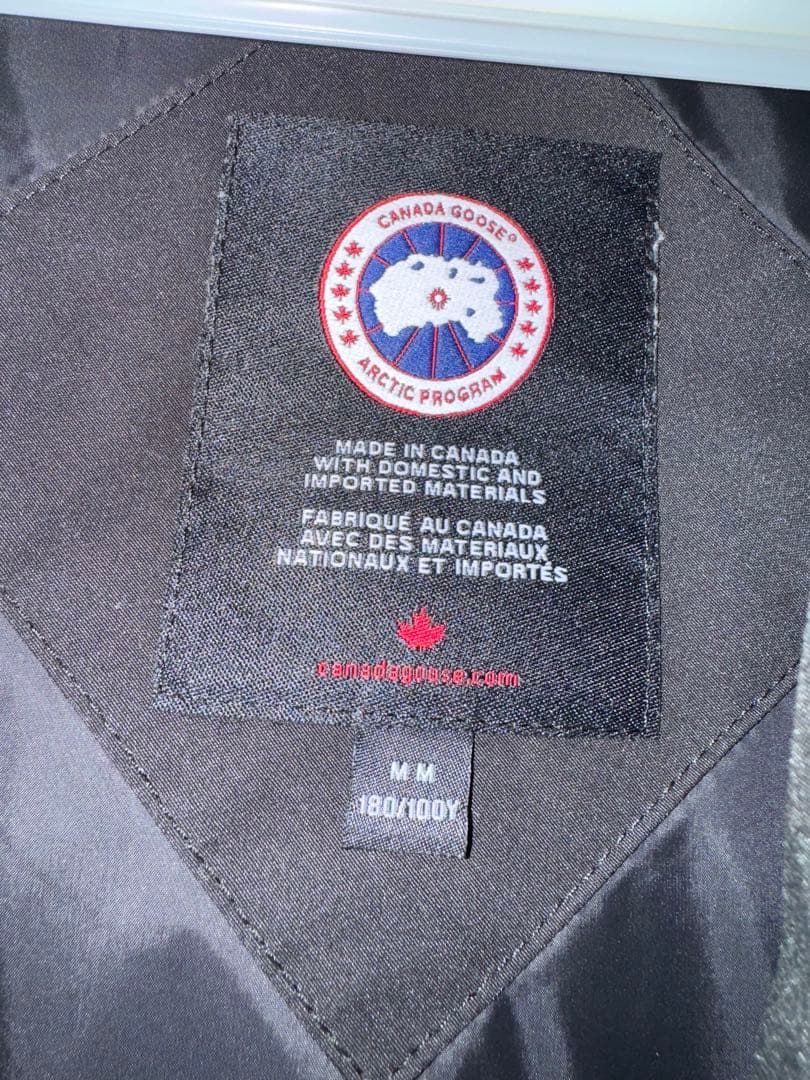 CANADA GOOSE®
ARCTIC PROGRAM
MADE IN CANADA
WITH DOMESTIC AND
IMPORTED MATERIALS
FABRIQUÉ AU CANADA
AVEC DES MATERIAUX
NATIONAUX ET IMPORTÉS
canadagoose.com
M M
180/100Y